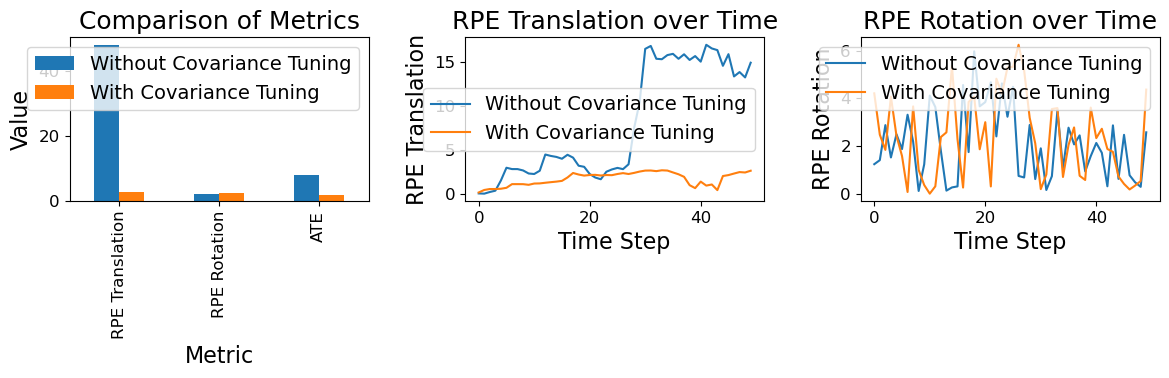 Comparison of Metrics
Value
40
20
0
Without Covariance Tuning
With Covariance Tuning
RPE Translation
RPE Rotation
ATE
Metric
RPE Translation over Time
RPE Translation
15
10
5
0
Without Covariance Tuning
With Covariance Tuning
0 20 40
Time Step
RPE Rotation over Time
RPE Rotation
6
4
2
0
Without Covariance Tuning
With Covariance Tuning
0 20 40
Time Step